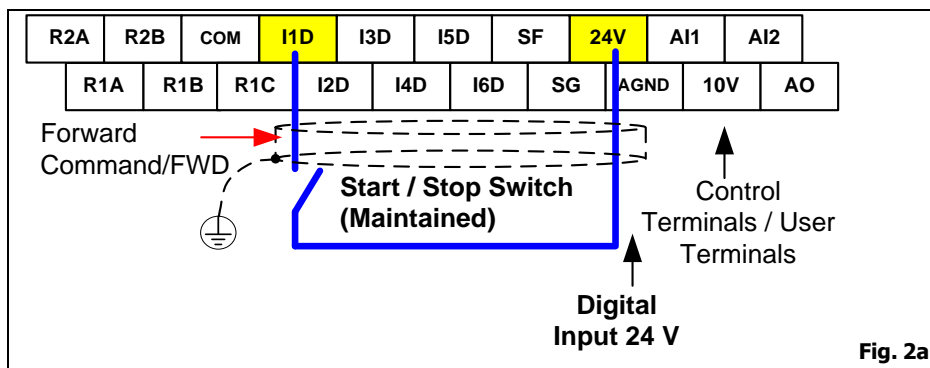 R2A R2B COM I1D I3D I5D SF 24V AI1 AI2
R1A R1B R1C I2D I4D I6D SG AGND 10V AO
Forward
Command/FWD
Start / Stop Switch
(Maintained)
Control
Terminals / User
Terminals
Digital
Input 24 V
Fig. 2a